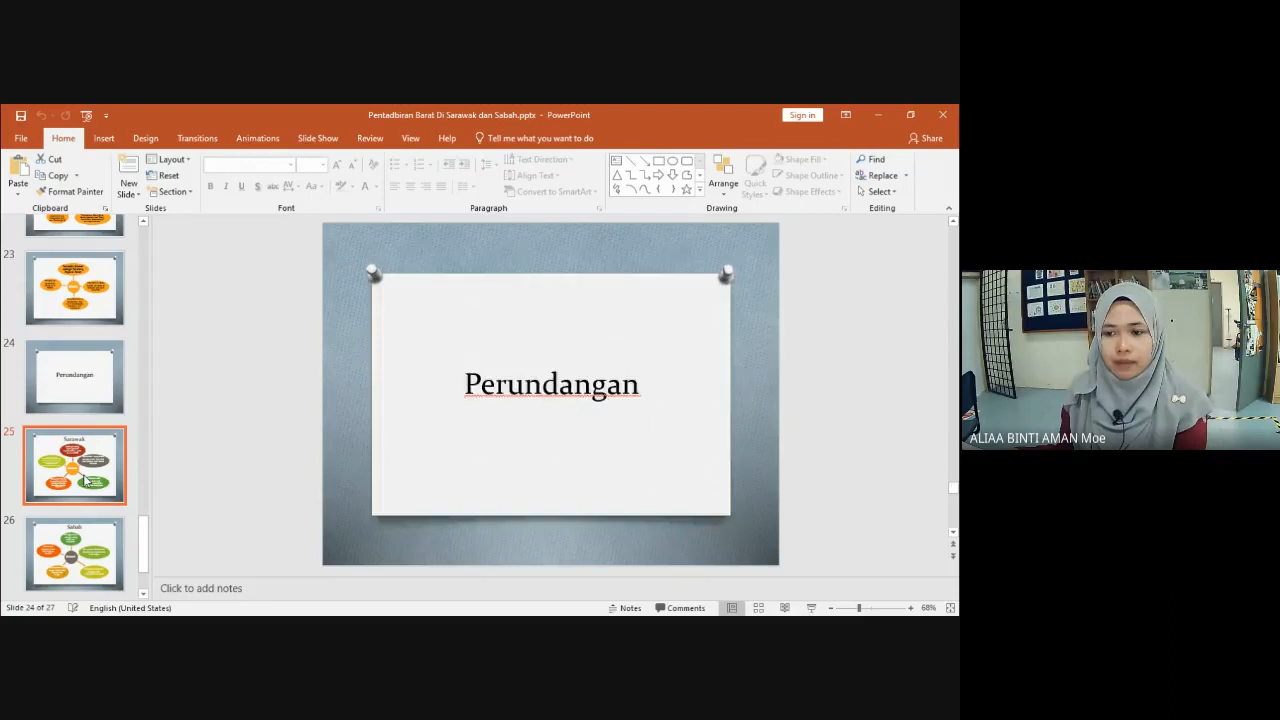 Pentadbiran Barat Di Sarawak dan Sabah.pptx - PowerPoint
Sign in
File Home Insert Design Transitions Animations Slide Show Review View Help Tell me what you want to do
Share
Paste
Cut
Copy
Format Painter
Clipboard
New Slide
Layout
Reset
Section
Slides
B I U S abc AV Aa A
Font
Text Direction
Align Text
Convert to SmartArt
Paragraph
Arrange
Quick Styles
Shape Fill
Shape Outline
Shape Effects
Drawing
Find
Replace
Select
Editing
23
24
Perundangan
25
Sarawak
26
Sabah
Perundangan
Click to add notes
Slide 24 of 27 English (United States) Notes Comments 68%
ALIAA BINTI AMAN Moe